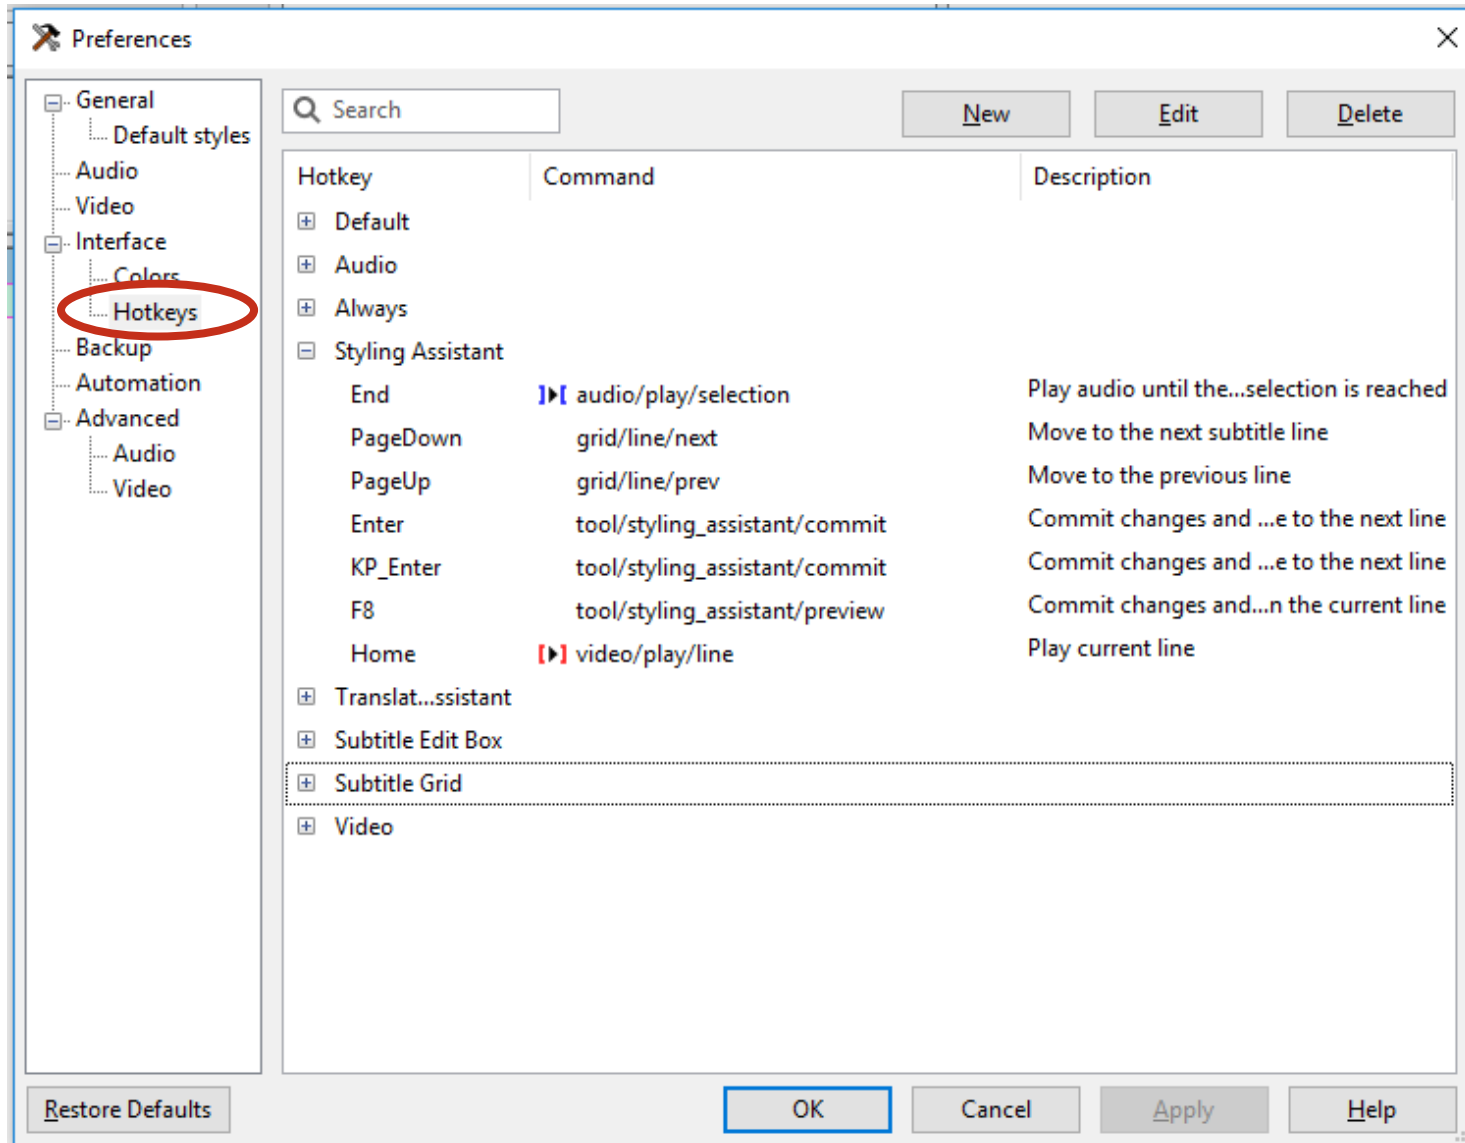 Preferences
General
Default styles
Audio
Video
Interface
Colors
Hotkeys
Backup
Automation
Advanced
Audio
Video
Search
New Edit Delete
Hotkey Command Description
Default
Audio
Always
Styling Assistant
End audio/play/selection Play audio until the...selection is reached
PageDown grid/line/next Move to the next subtitle line
PageUp grid/line/prev Move to the previous line
Enter tool/styling_assistant/commit Commit changes and ...e to the next line
KP_Enter tool/styling_assistant/commit Commit changes and ...e to the next line
F8 tool/styling_assistant/preview Commit changes and...n the current line
Home video/play/line Play current line
Translat...ssistant
Subtitle Edit Box
Subtitle Grid
Video
Restore Defaults OK Cancel Apply Help